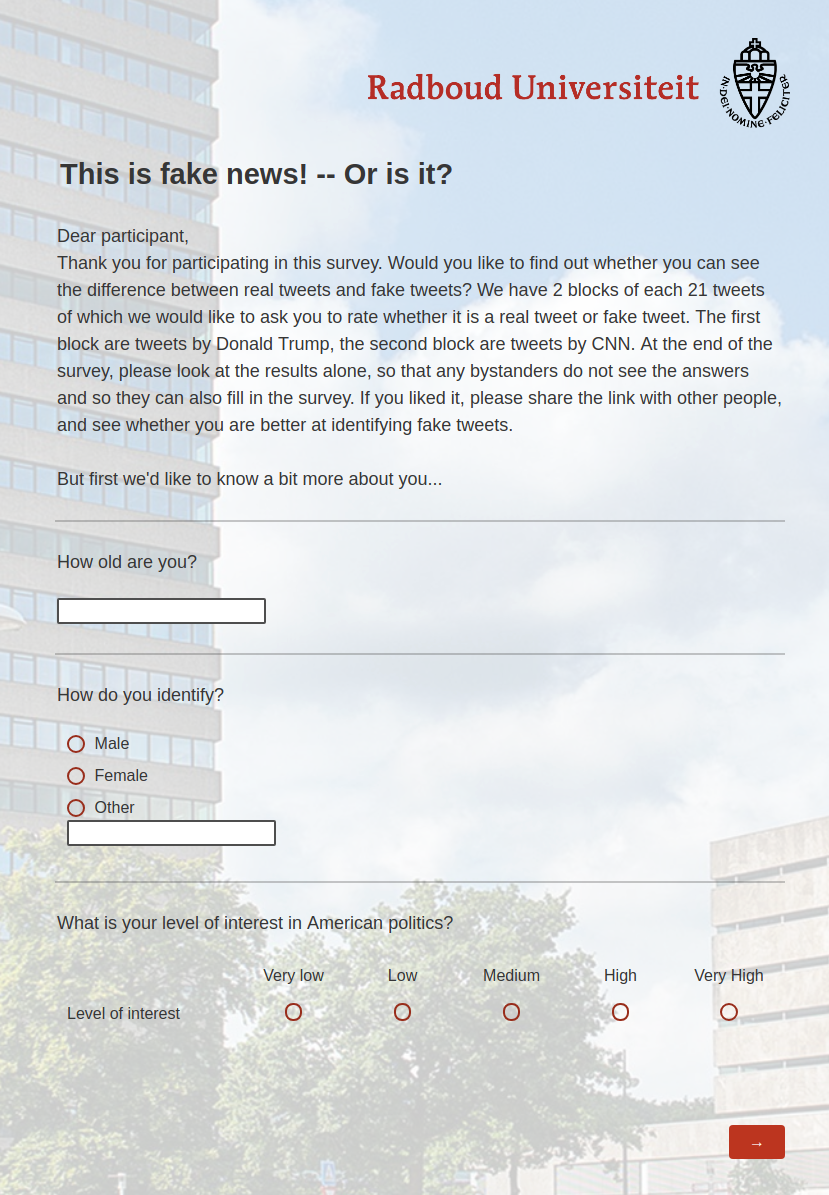 Radboud Universiteit
IN·DEI·NOMINE·FELICITER
This is fake news! -- Or is it?
Dear participant,
Thank you for participating in this survey. Would you like to find out whether you can see
the difference between real tweets and fake tweets? We have 2 blocks of each 21 tweets
of which we would like to ask you to rate whether it is a real tweet or fake tweet. The first
block are tweets by Donald Trump, the second block are tweets by CNN. At the end of the
survey, please look at the results alone, so that any bystanders do not see the answers
and so they can also fill in the survey. If you liked it, please share the link with other people,
and see whether you are better at identifying fake tweets.
But first we'd like to know a bit more about you...
How old are you?
How do you identify?
Male
Female
Other
What is your level of interest in American politics?
Very low Low Medium High Very High
Level of interest
→